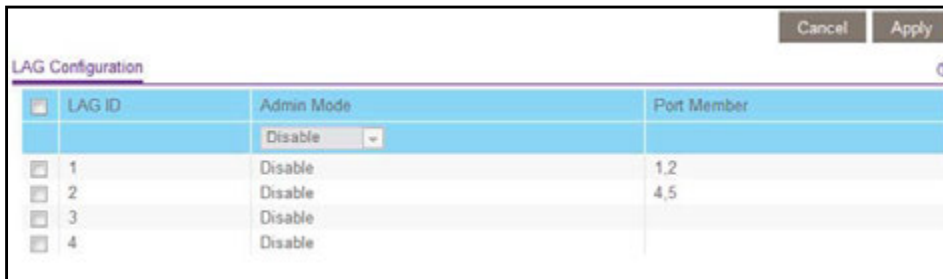 Cancel Apply
LAG Configuration
LAG ID Admin Mode Port Member
Disable
1 Disable 1,2
2 Disable 4,5
3 Disable
4 Disable